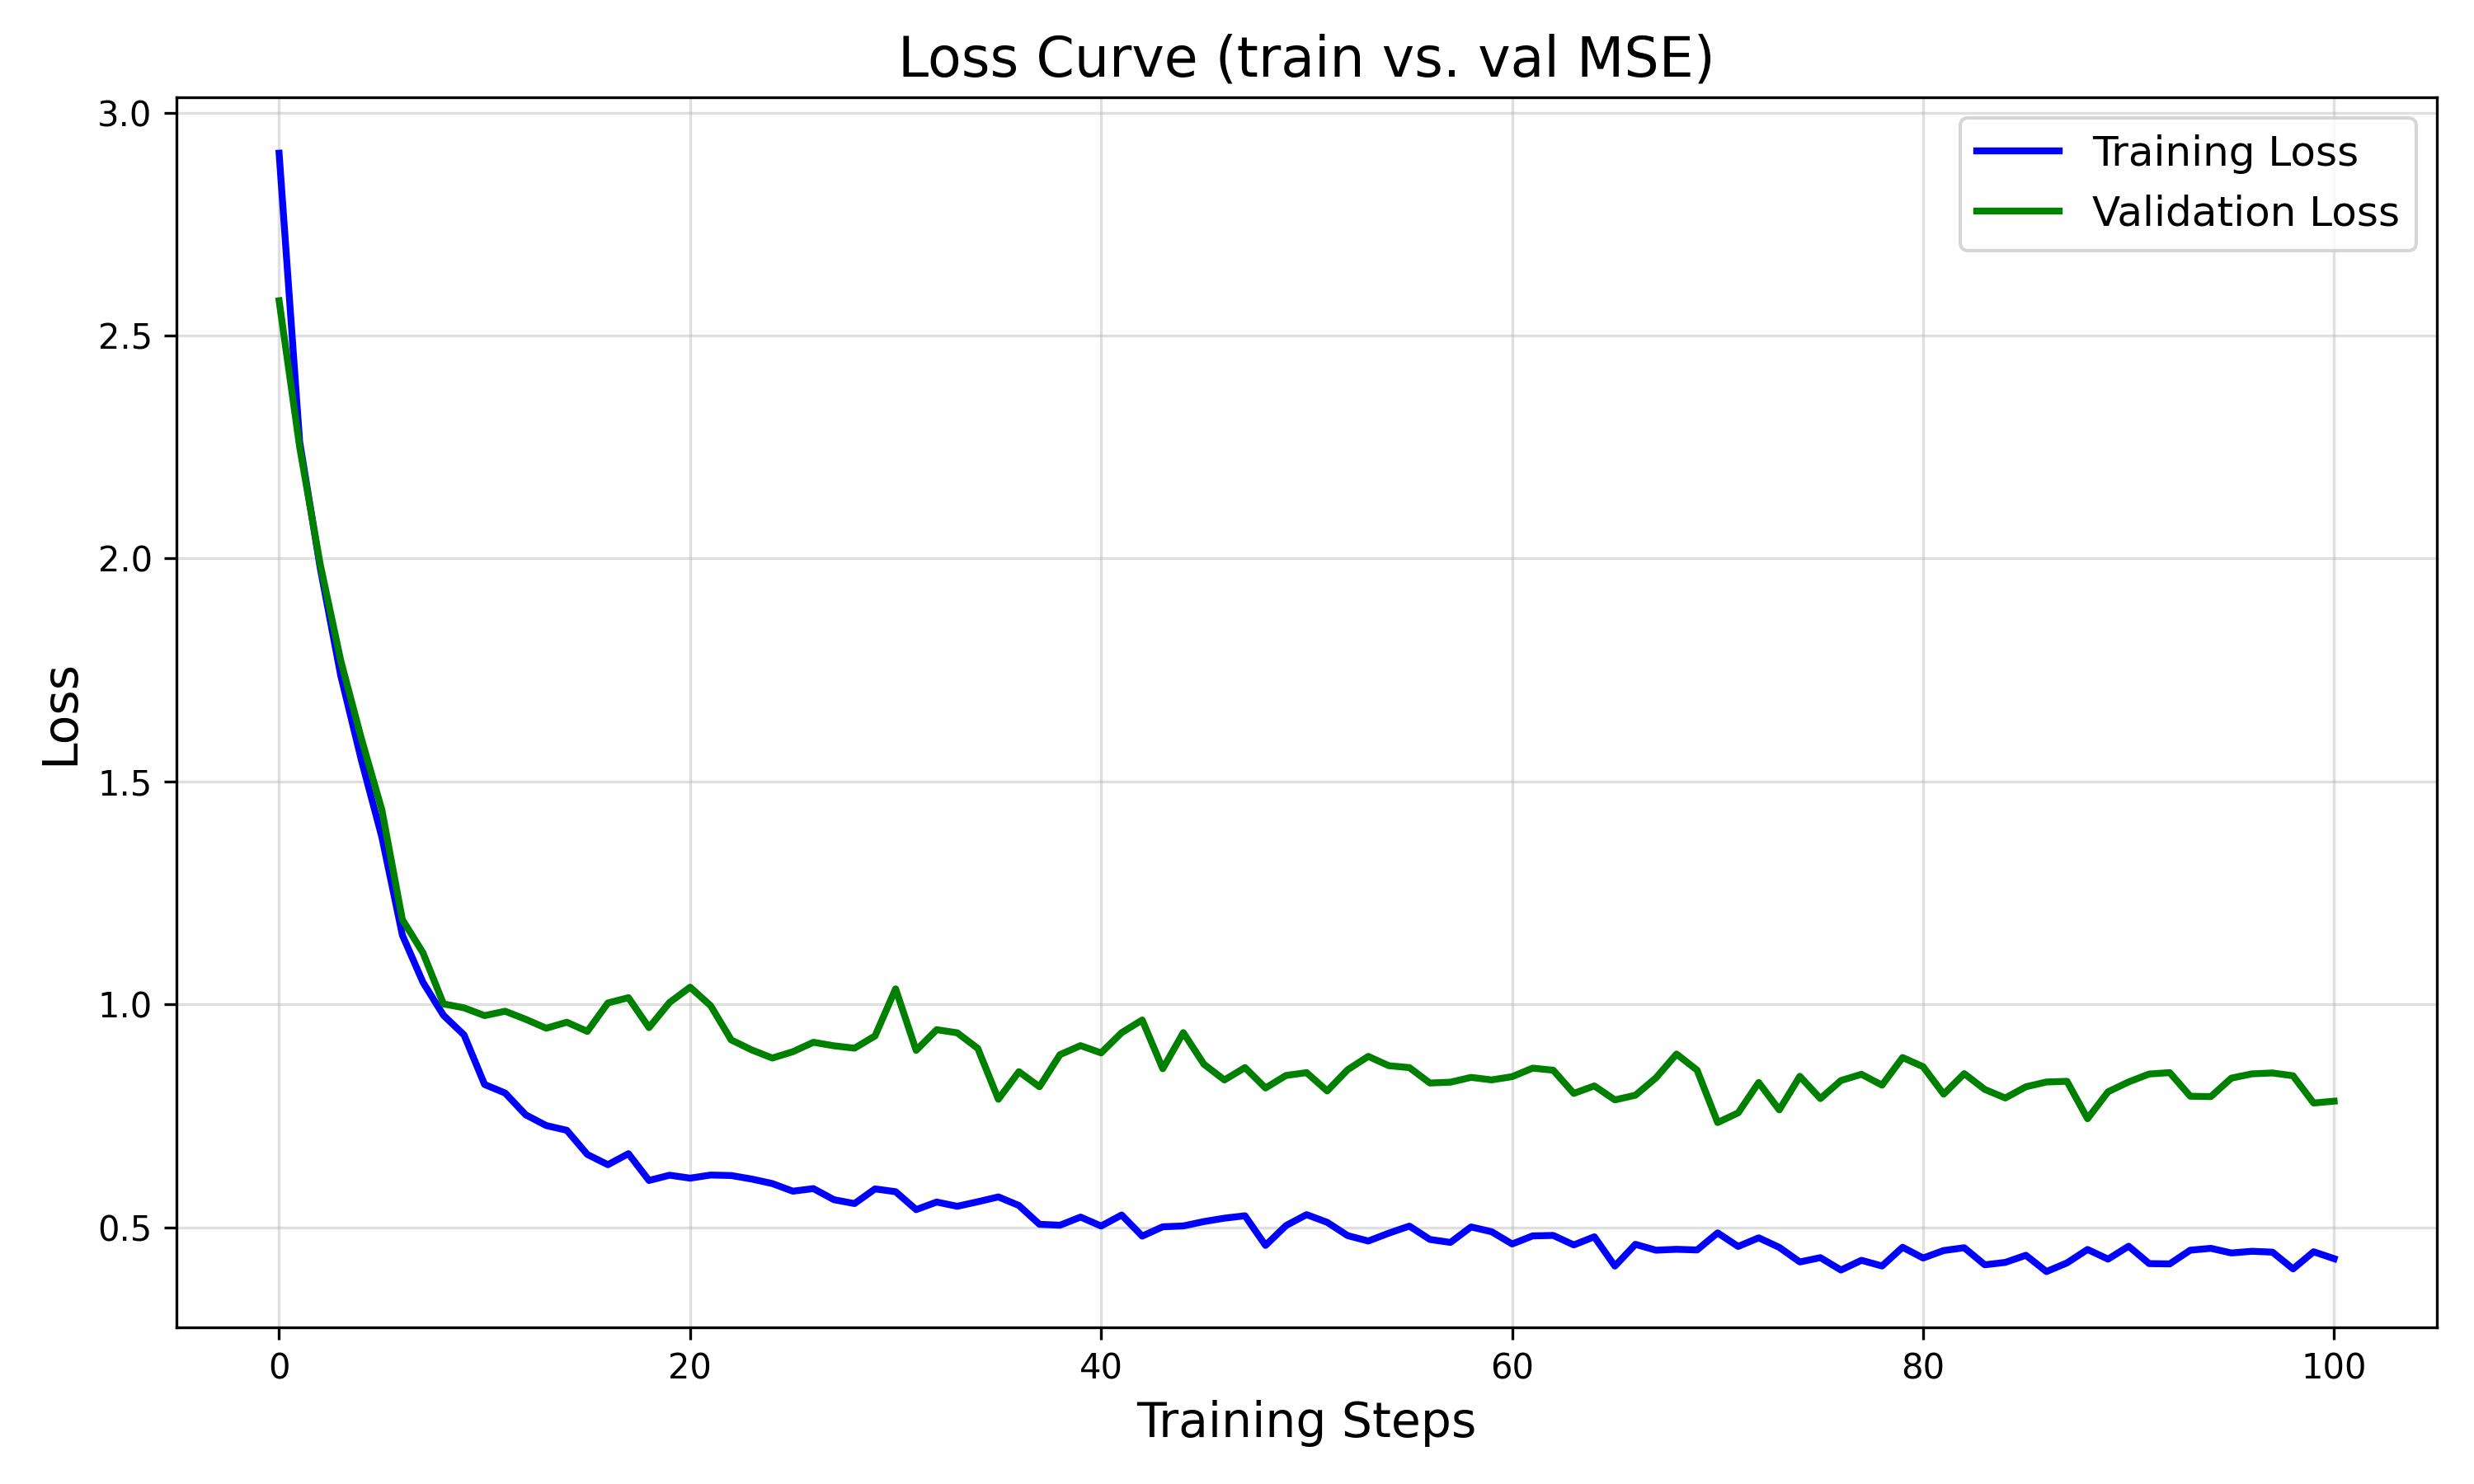 Loss Curve (train vs. val MSE)
3.0
2.5
2.0
1.5
1.0
0.5
Loss
Training Loss
Validation Loss
0 20 40 60 80 100
Training Steps